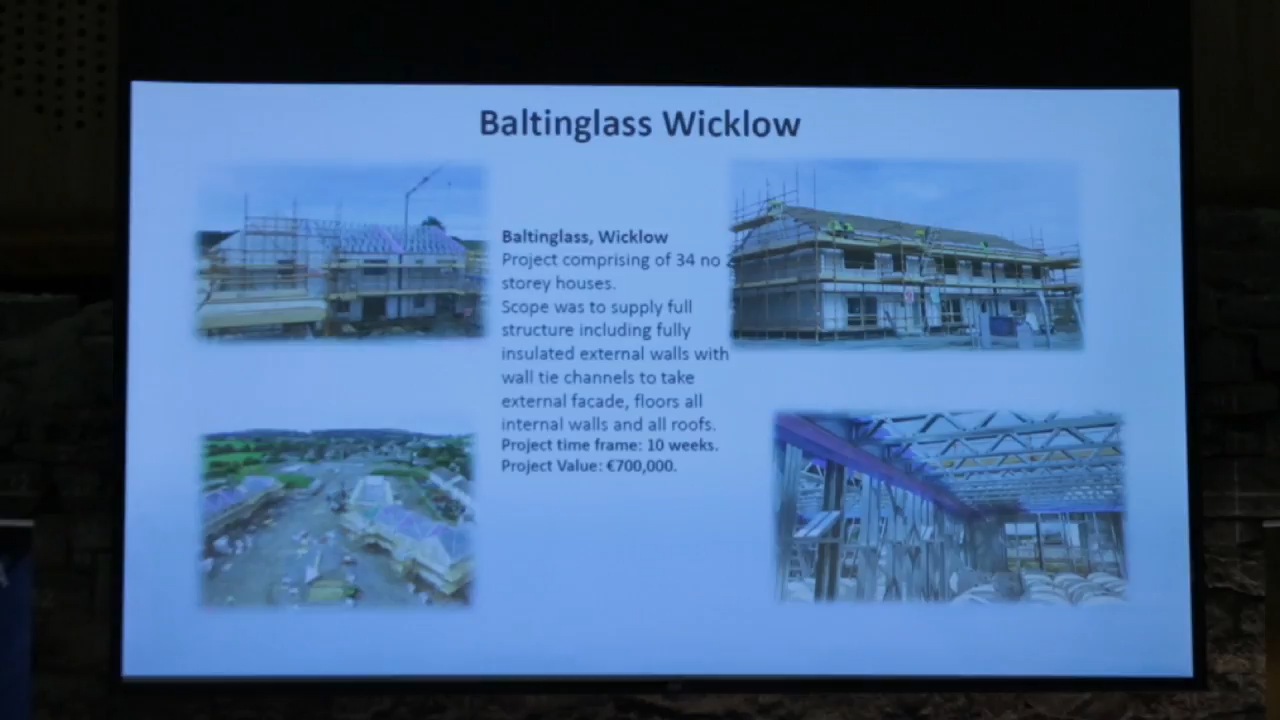 Baltinglass Wicklow
Baltinglass, Wicklow
Project comprising of 34 no 2
storey houses.
Scope was to supply full
structure including fully
insulated external walls with
wall tie channels to take
external facade, floors all
internal walls and all roofs.
Project time frame: 10 weeks.
Project Value: €700,000.